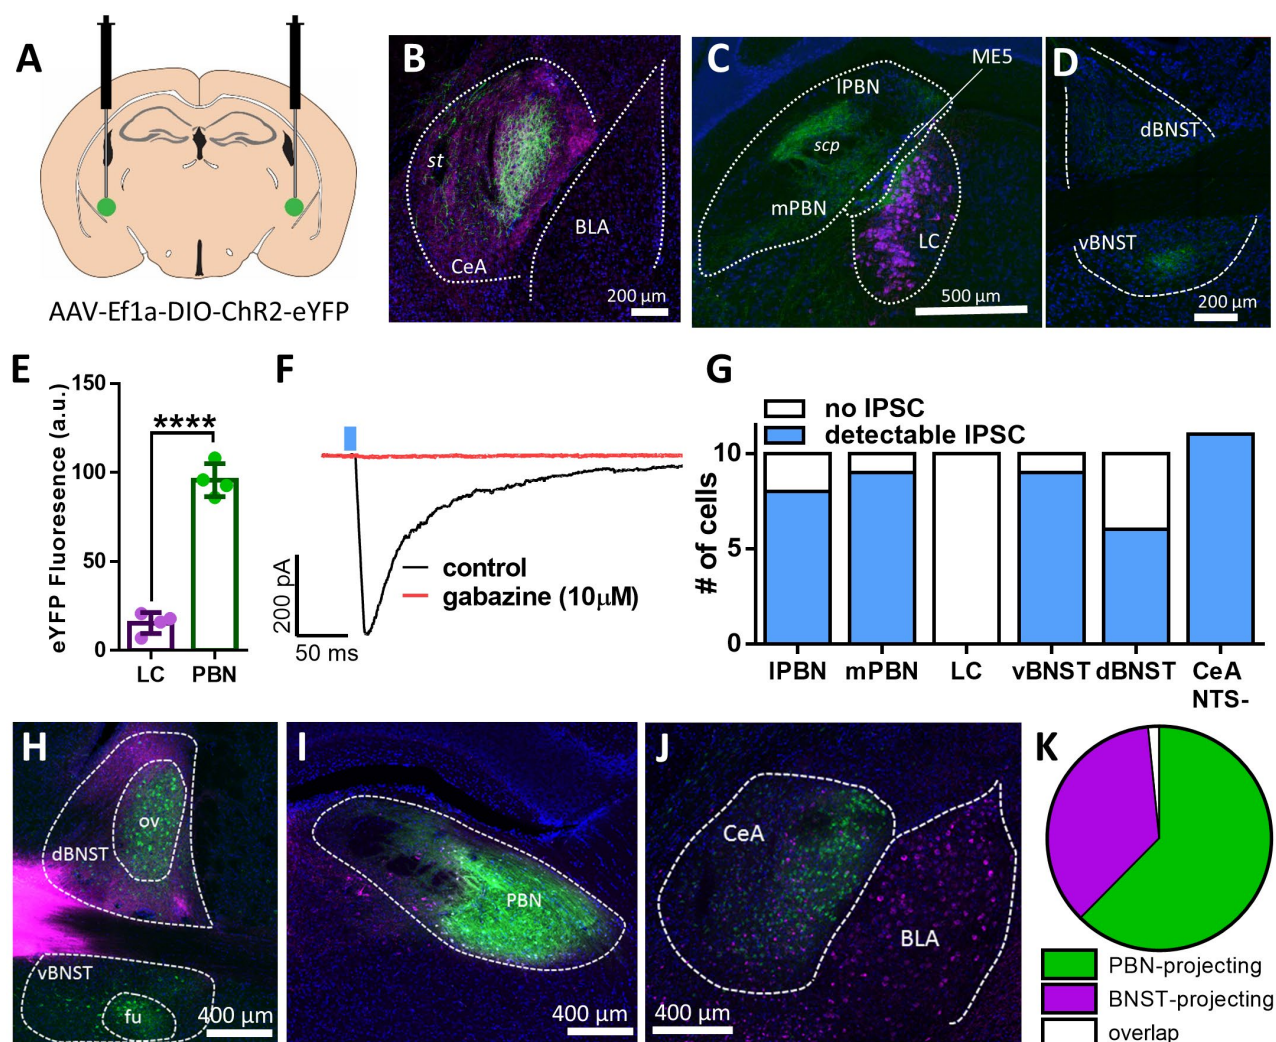 A
AAV-Ef1a-DIO-ChR2-eYFP
B
st
BLA
CeA
200 µm
C
ME5
lPBN
scp
mPBN
LC
500 µm
D
dBNST
vBNST
200 µm
E
eYFP Fluorescence (a.u.)
150
100
50
0
****
LC
PBN
F
200 pA
50 ms
control
gabazine (10µM)
G
no IPSC
detectable IPSC
# of cells
10
5
0
lPBN
mPBN
LC
vBNST
dBNST
CeA
NTS-
H
ov
dBNST
vBNST
fu
400 µm
I
PBN
400 µm
J
CeA
BLA
400 µm
K
PBN-projecting
BNST-projecting
overlap